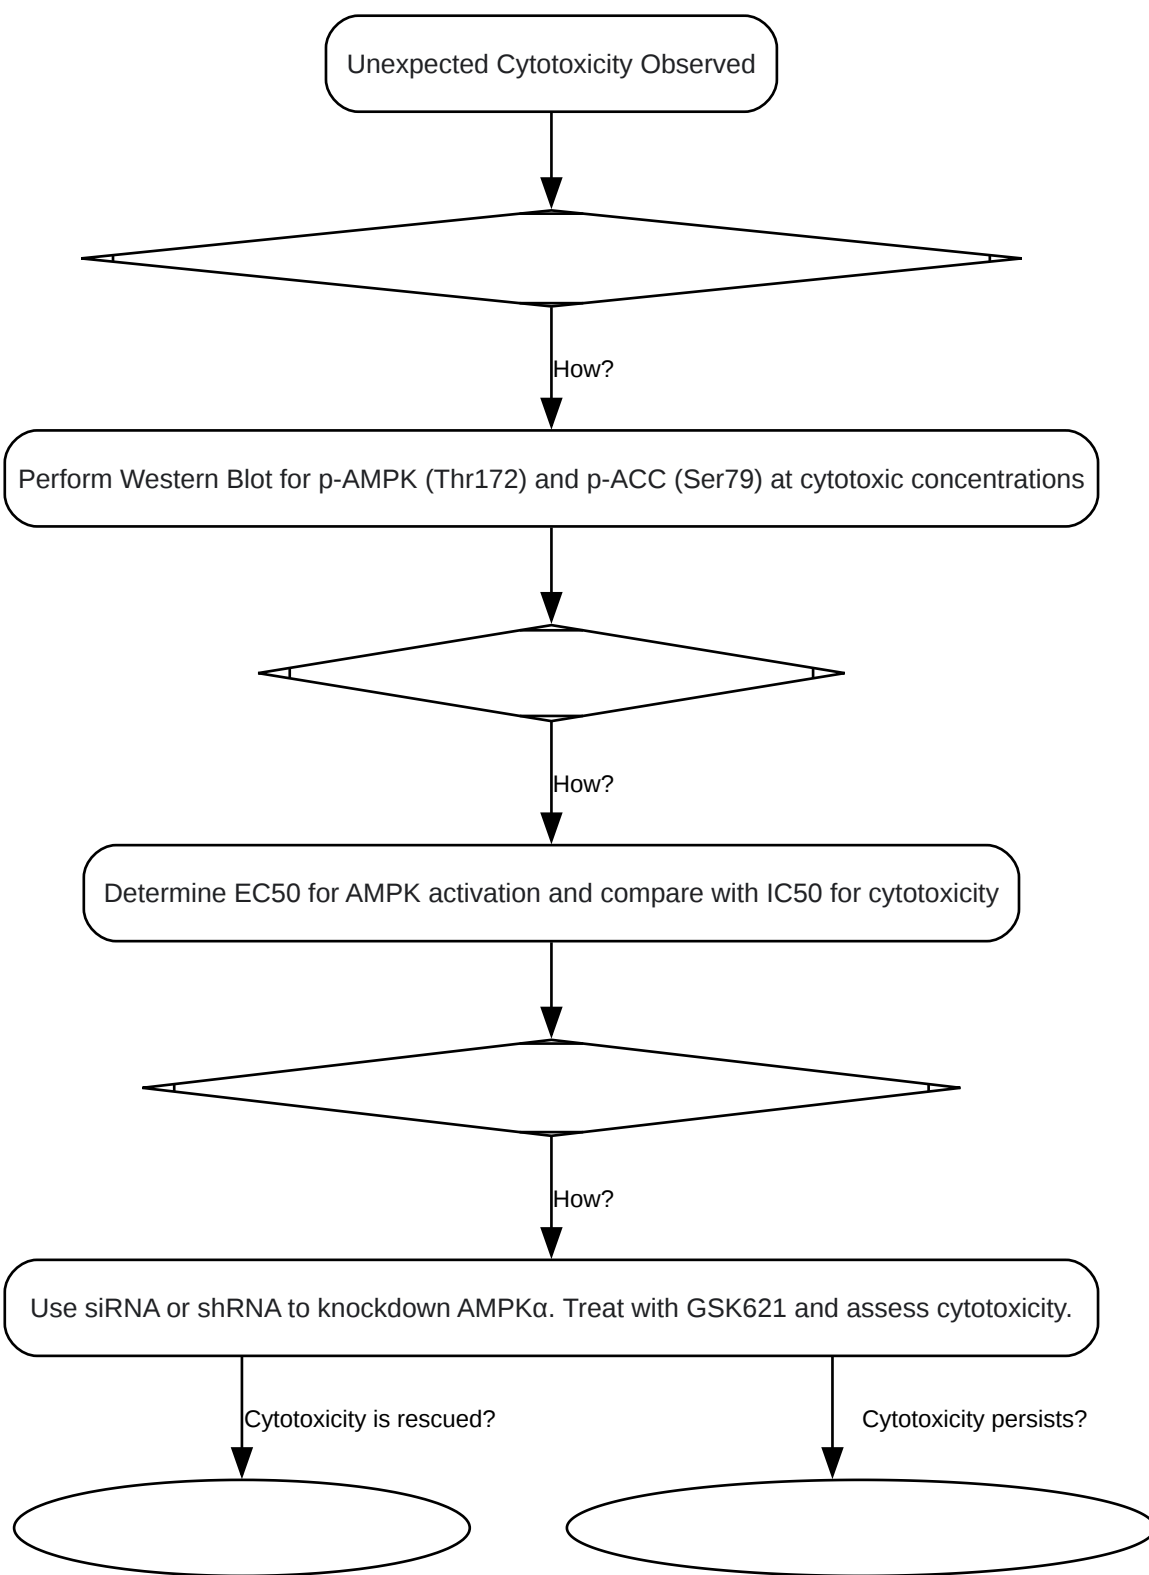 Unexpected Cytotoxicity Observed
How?
Perform Western Blot for p-AMPK (Thr172) and p-ACC (Ser79) at cytotoxic concentrations
How?
Determine EC50 for AMPK activation and compare with IC50 for cytotoxicity
How?
Use siRNA or shRNA to knockdown AMPKα. Treat with GSK621 and assess cytotoxicity.
Cytotoxicity is rescued?
Cytotoxicity persists?